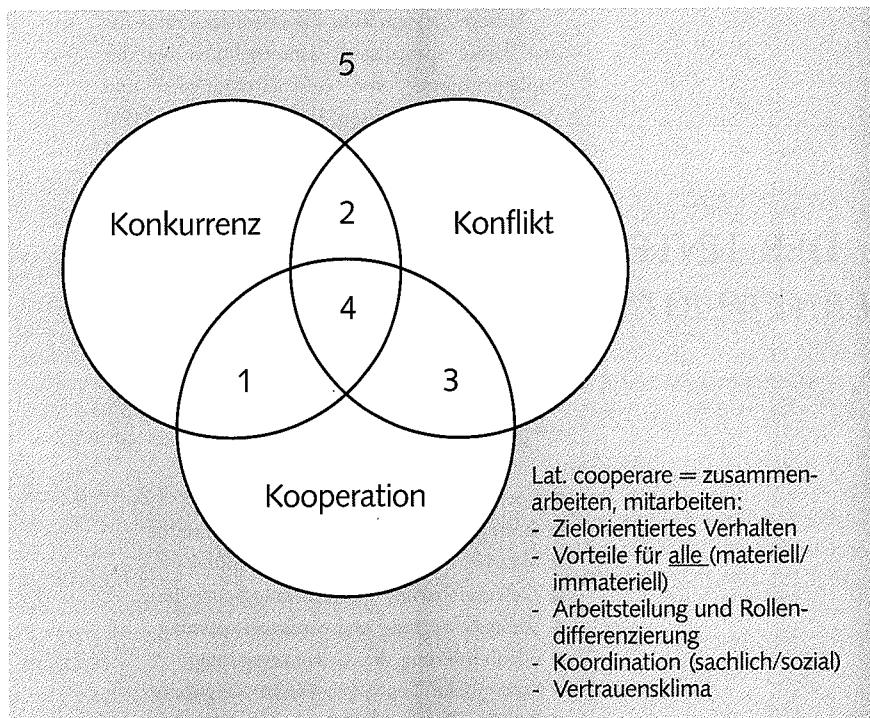 5
Konkurrenz
2
Konflikt
4
1
3
Kooperation
Lat. cooperare = zusammen-
arbeiten, mitarbeiten:
- Zielorientiertes Verhalten
- Vorteile für alle (materiell/
immateriell)
- Arbeitsteilung und Rollen-
differenzierung
- Koordination (sachlich/sozial)
- Vertrauensklima